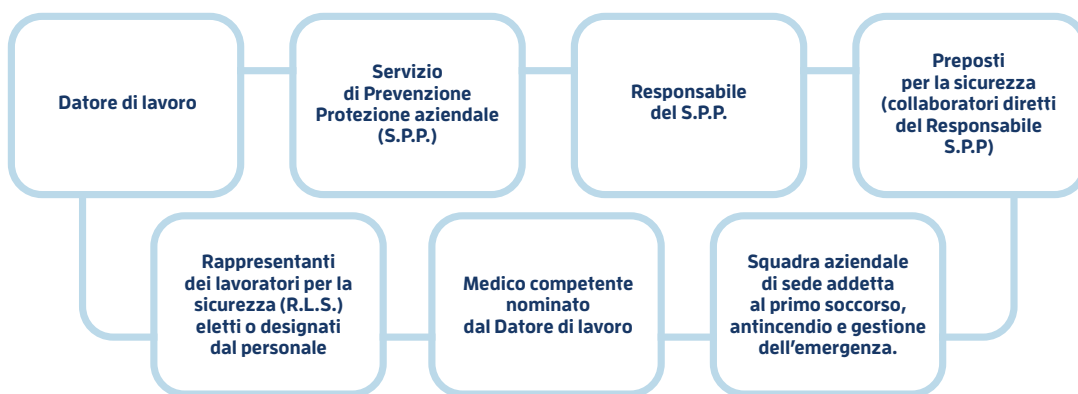 Datore di lavoro
Servizio
di Prevenzione
Protezione aziendale
(S.P.P.)
Responsabile
del S.P.P.
Preposti
per la sicurezza
(collaboratori diretti
del Responsabile
S.P.P)
Rappresentanti
dei lavoratori per la
sicurezza (R.L.S.)
eletti o designati
dal personale
Medico competente
nominato
dal Datore di lavoro
Squadra aziendale
di sede addetta
al primo soccorso,
antincendio e gestione
dell’emergenza.